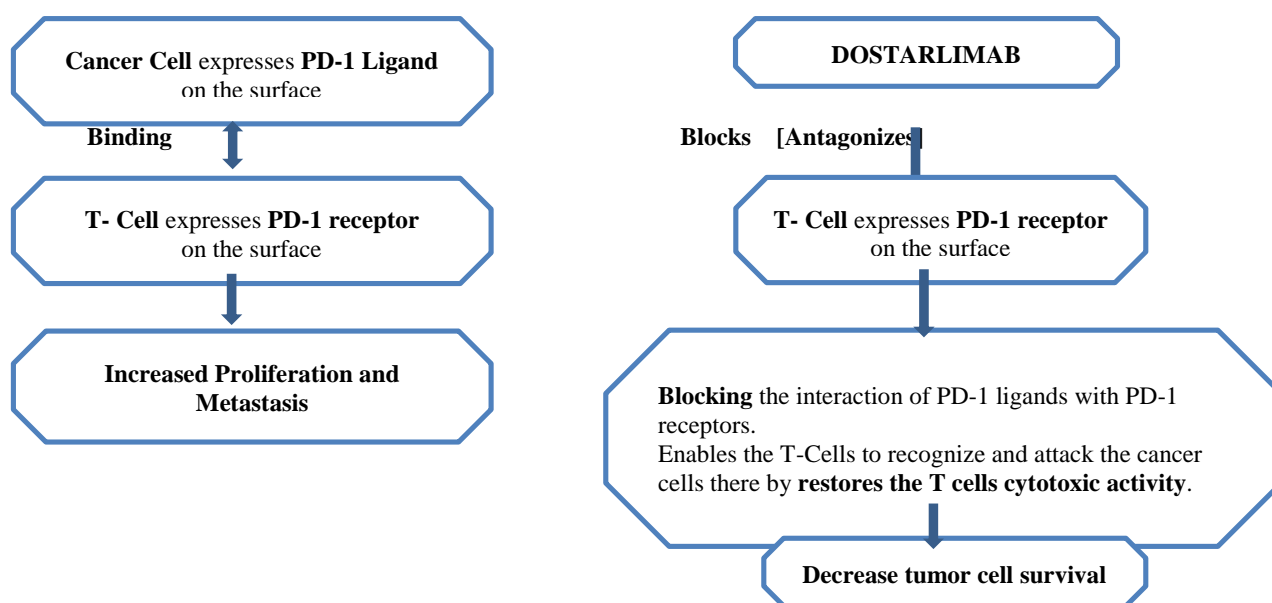 Cancer Cell expresses PD-1 Ligand
on the surface
Binding
T- Cell expresses PD-1 receptor
on the surface
Increased Proliferation and
Metastasis
DOSTARLIMAB
Blocks [Antagonizes]
T- Cell expresses PD-1 receptor
on the surface
Blocking the interaction of PD-1 ligands with PD-1
receptors.
Enables the T-Cells to recognize and attack the cancer
cells there by restores the T cells cytotoxic activity.
Decrease tumor cell survival